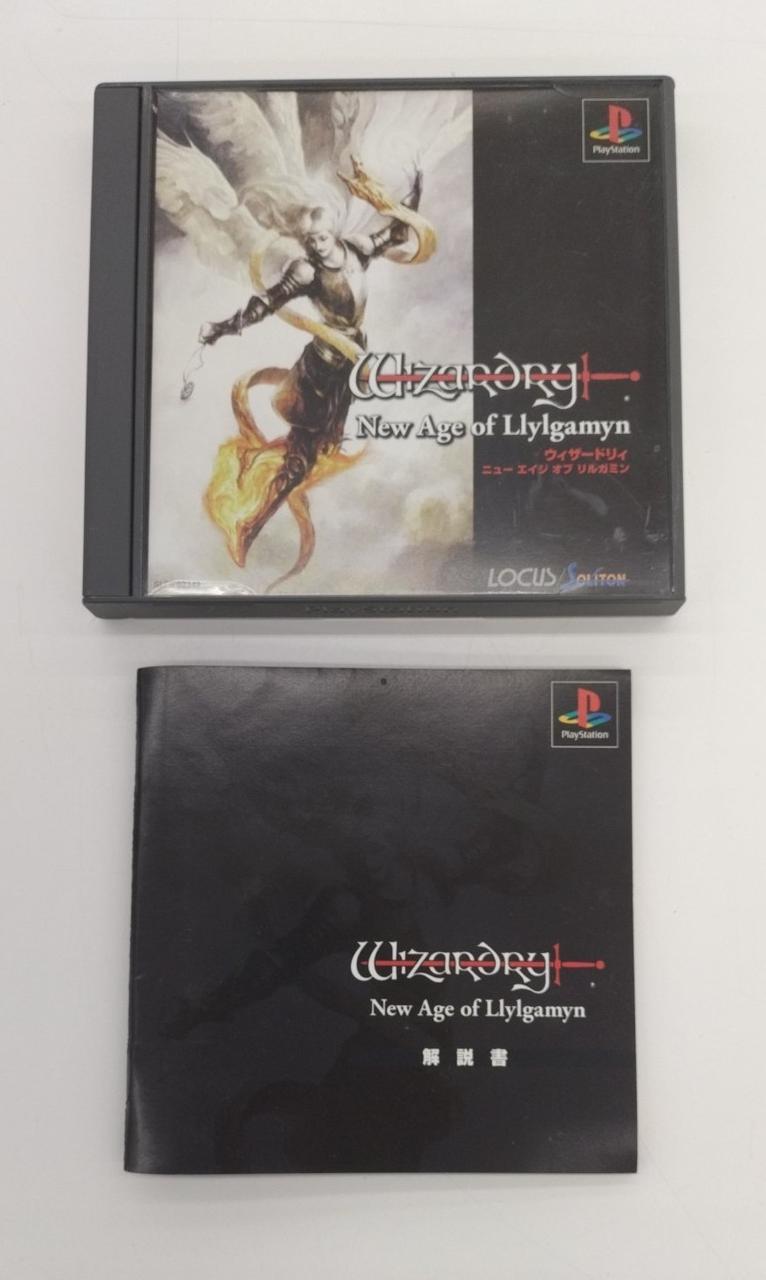 PlayStation
Wizardry
New Age of Llylgamyn
ウィザードリィ
ニュー エイジ オブ リルガミン
LOCUS SOLITON
PlayStation
Wizardry
New Age of Llylgamyn
解説書